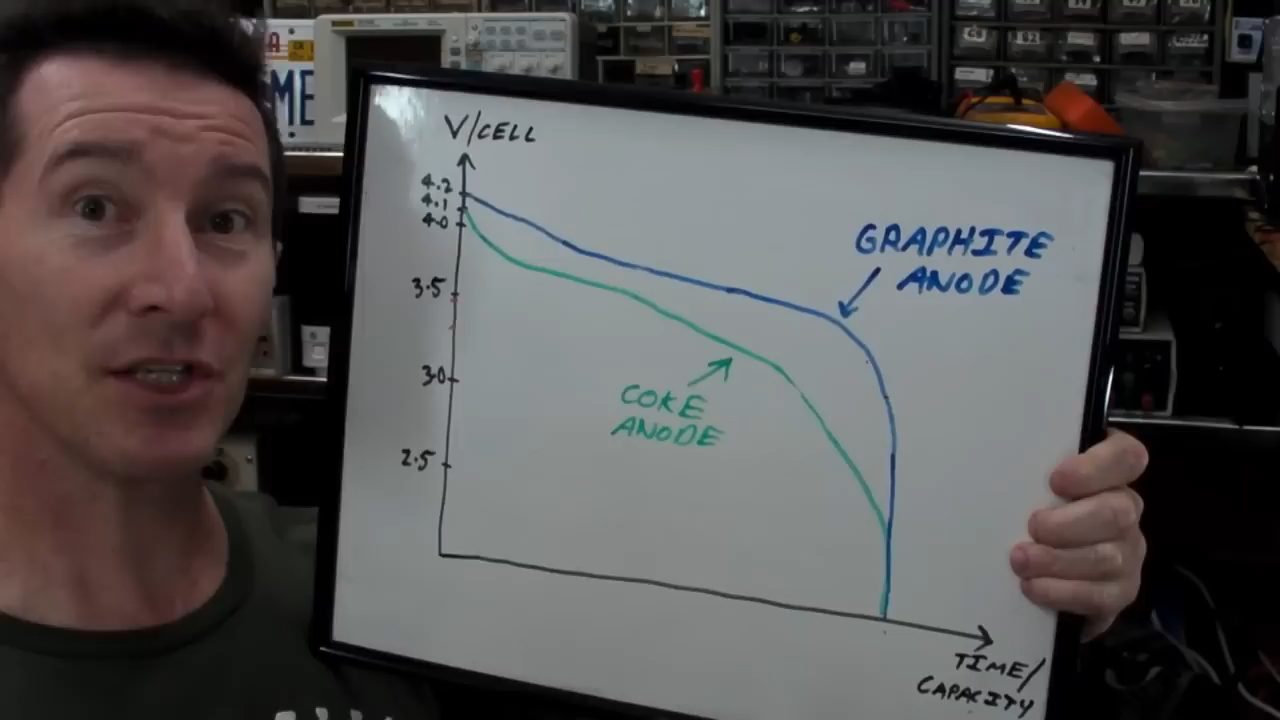 V/CELL
4.2
4.1
4.0
3.5
3.0
2.5
GRAPHITE
ANODE
COKE
ANODE
TIME/
CAPACITY
A
ME